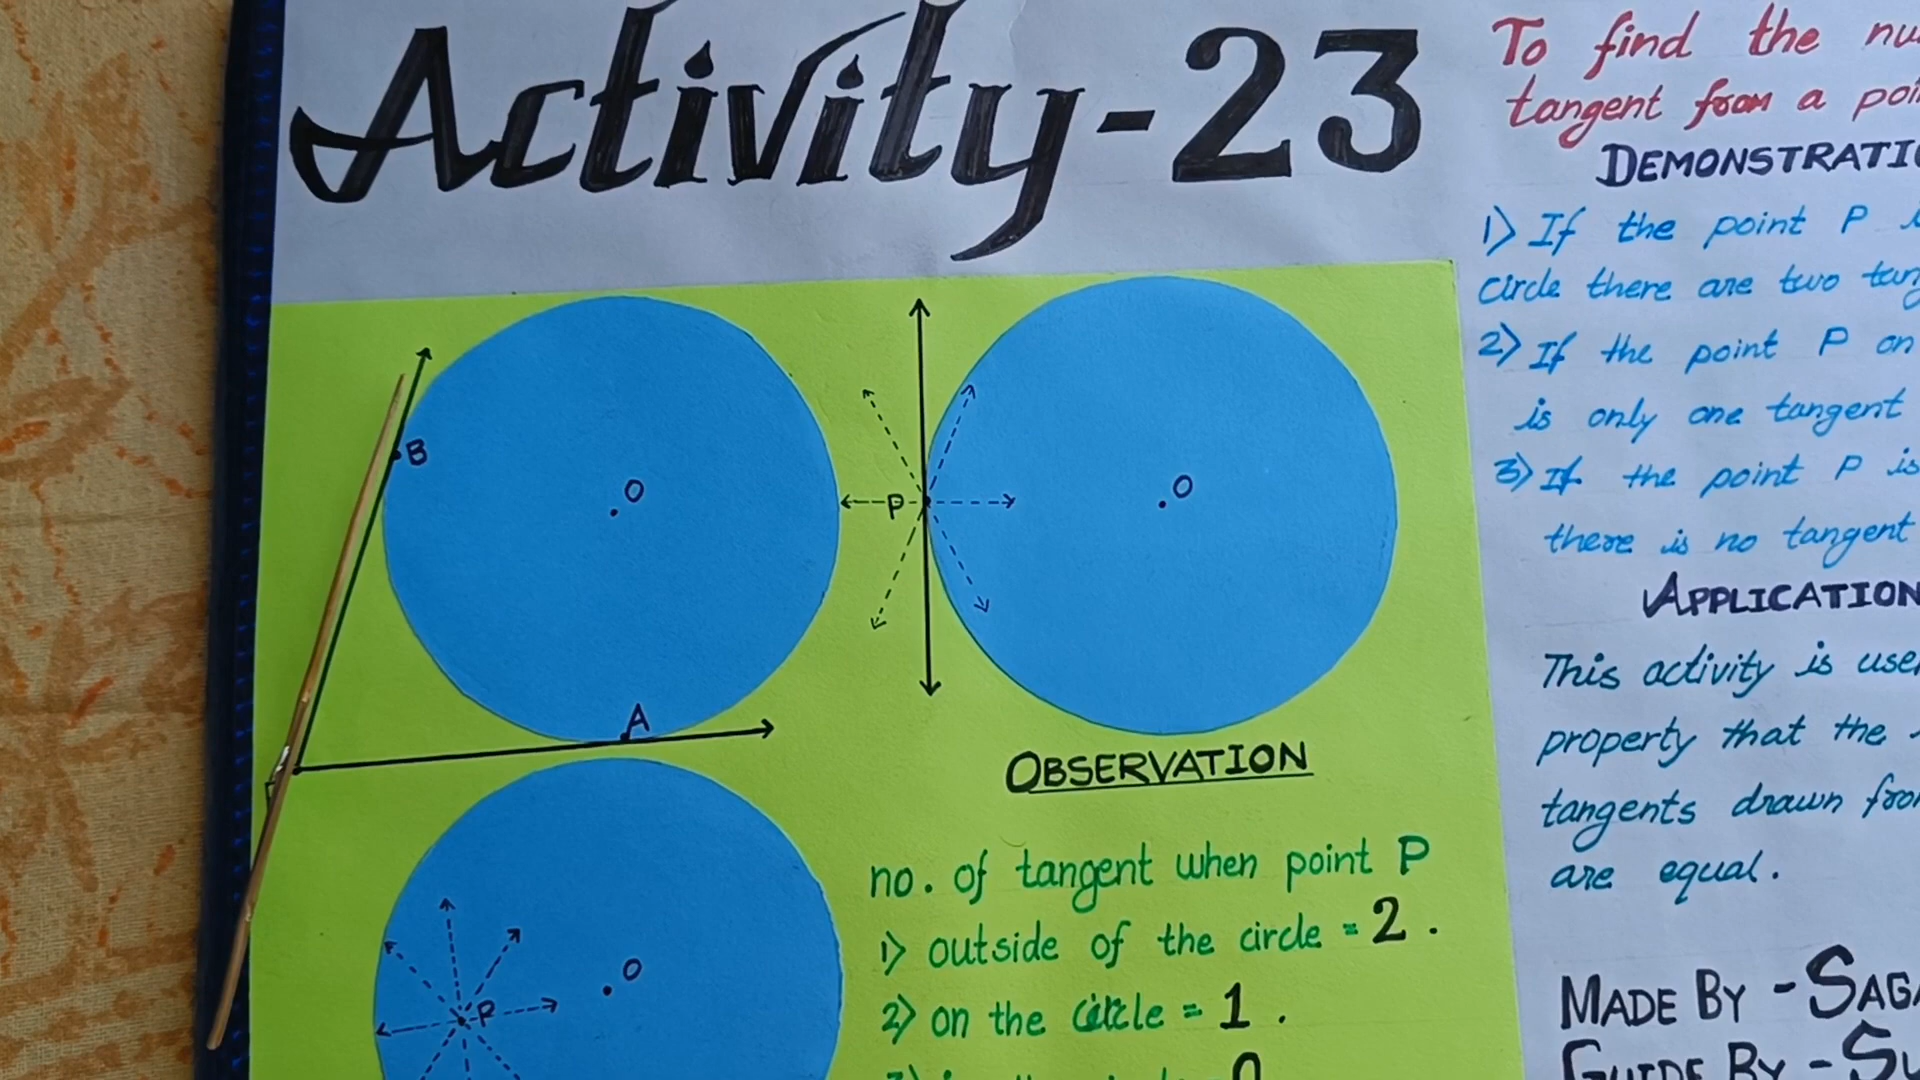 Activity-23
B
O
A
P
O
O
P
OBSERVATION
no. of tangent when point P
1) outside of the circle = 2.
2) on the circle = 1.
To find the
tangent from a
1) If the point P
circle there are two
2) If the point P on
is only one tangent
3) If the point P is
there is no tangent
APPLICATION
This activity is
property that the
tangents drawn
are equal.
MADE BY -
GUIDE BY -